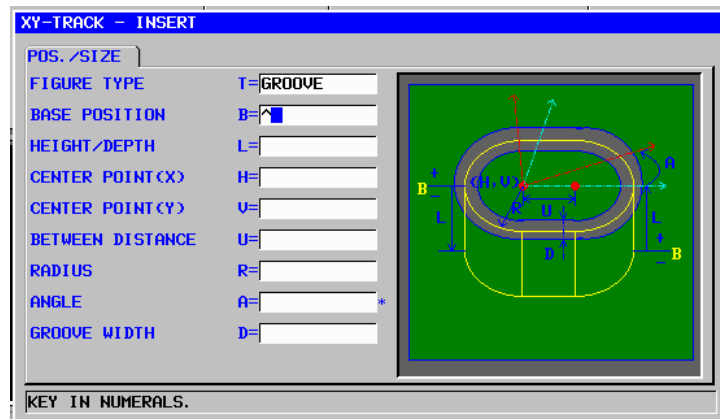 XY-TRACK - INSERT
POS./SIZE
FIGURE TYPE T=GROOVE
BASE POSITION B=^
HEIGHT/DEPTH L=
CENTER POINT(X) H=
CENTER POINT(Y) V=
BETWEEN DISTANCE U=
RADIUS R=
ANGLE A= *
GROOVE WIDTH D=
A
+
B
-
(H,V)
R
U
L
L
D
+
B
-
KEY IN NUMERALS.